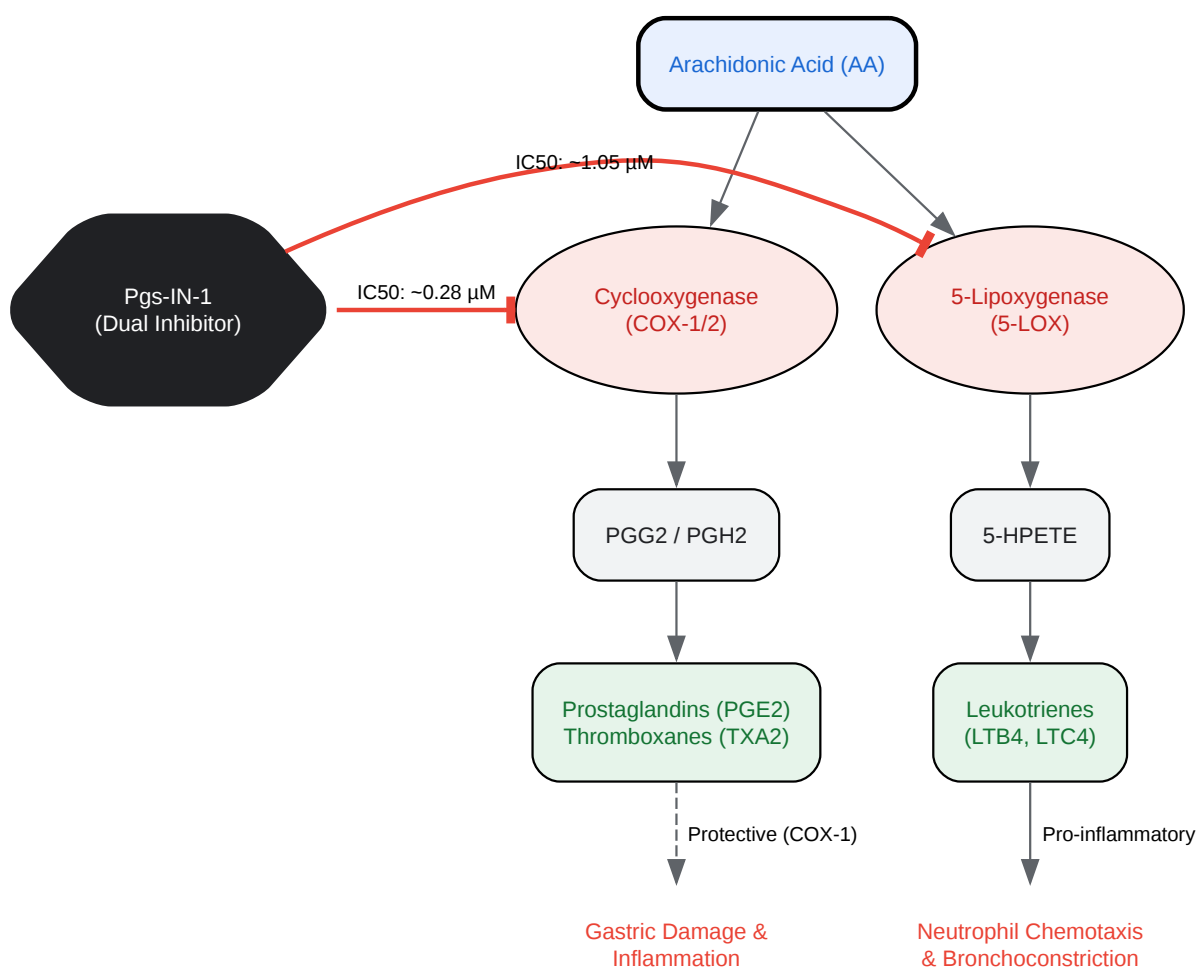 Arachidonic Acid (AA)
IC50: ~1.05 µM
Pgs-IN-1
(Dual Inhibitor)
IC50: ~0.28 µM
Cyclooxygenase
(COX-1/2)
5-Lipoxygenase
(5-LOX)
PGG2 / PGH2
5-HPETE
Prostaglandins (PGE2)
Thromboxanes (TXA2)
Leukotrienes
(LTB4, LTC4)
Protective (COX-1)
Pro-inflammatory
Gastric Damage &
Inflammation
Neutrophil Chemotaxis
& Bronchoconstriction